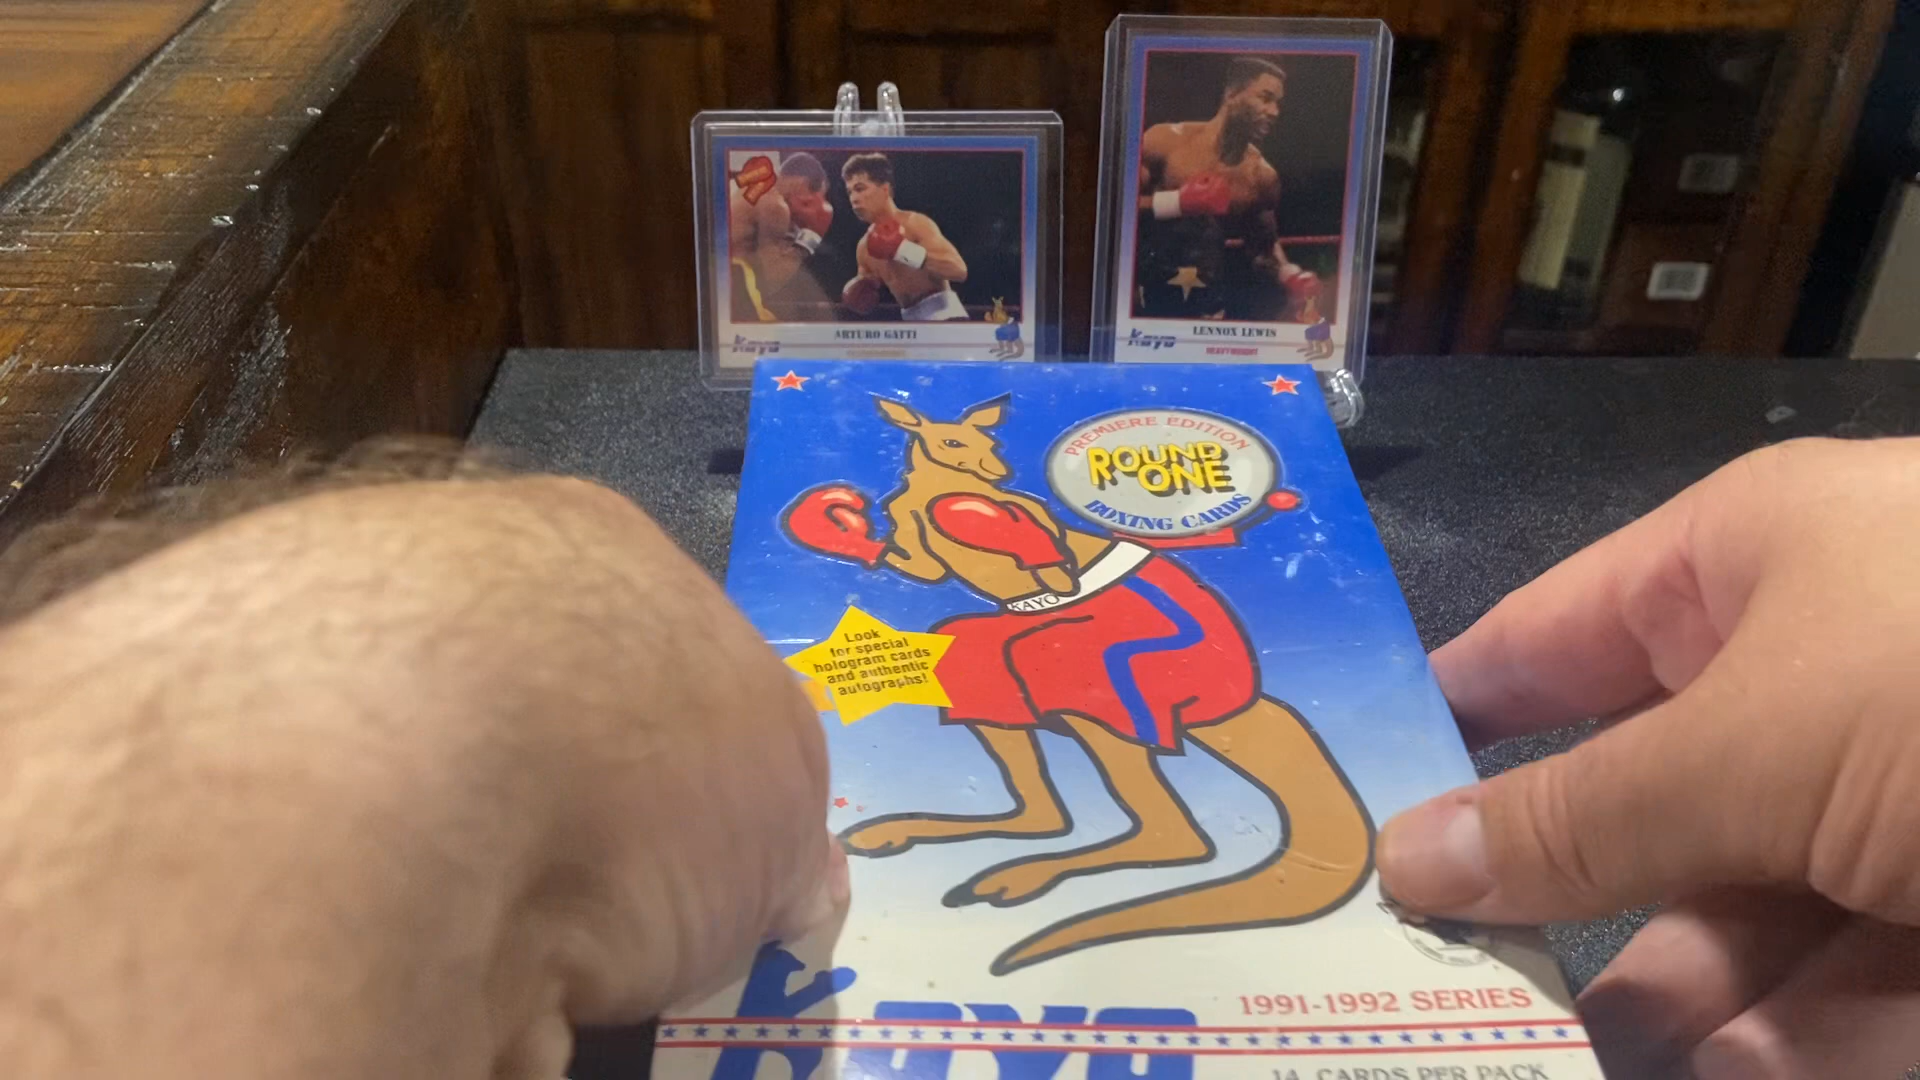 ARTURO GATTI
Kayo
LENNOX LEWIS
Kayo
HEAVYWEIGHT
PREMIERE EDITION
ROUND
ONE
BOXING CARDS
KAYO
Look
for special
hologram cards
and authentic
autographs!
KAYO
1991-1992 SERIES
14 CARDS PER PACK